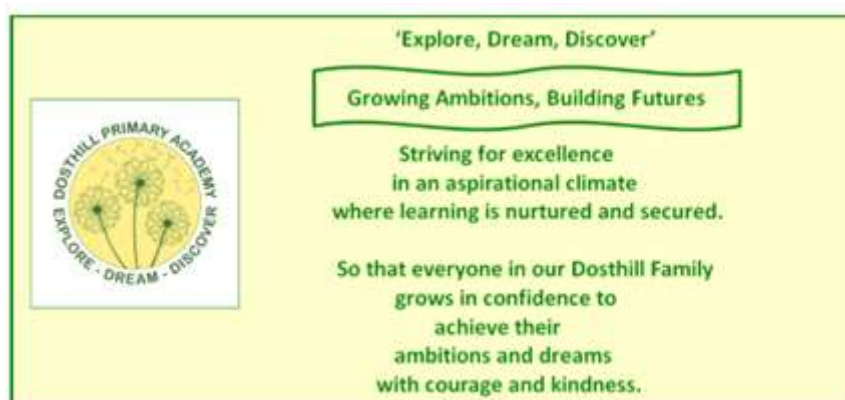 ‘Explore, Dream, Discover’
Growing Ambitions, Building Futures
DOSTHILL PRIMARY ACADEMY
EXPLORE - DREAM - DISCOVER
Striving for excellence
in an aspirational climate
where learning is nurtured and secured.
So that everyone in our Dosthill Family
grows in confidence to
achieve their
ambitions and dreams
with courage and kindness.